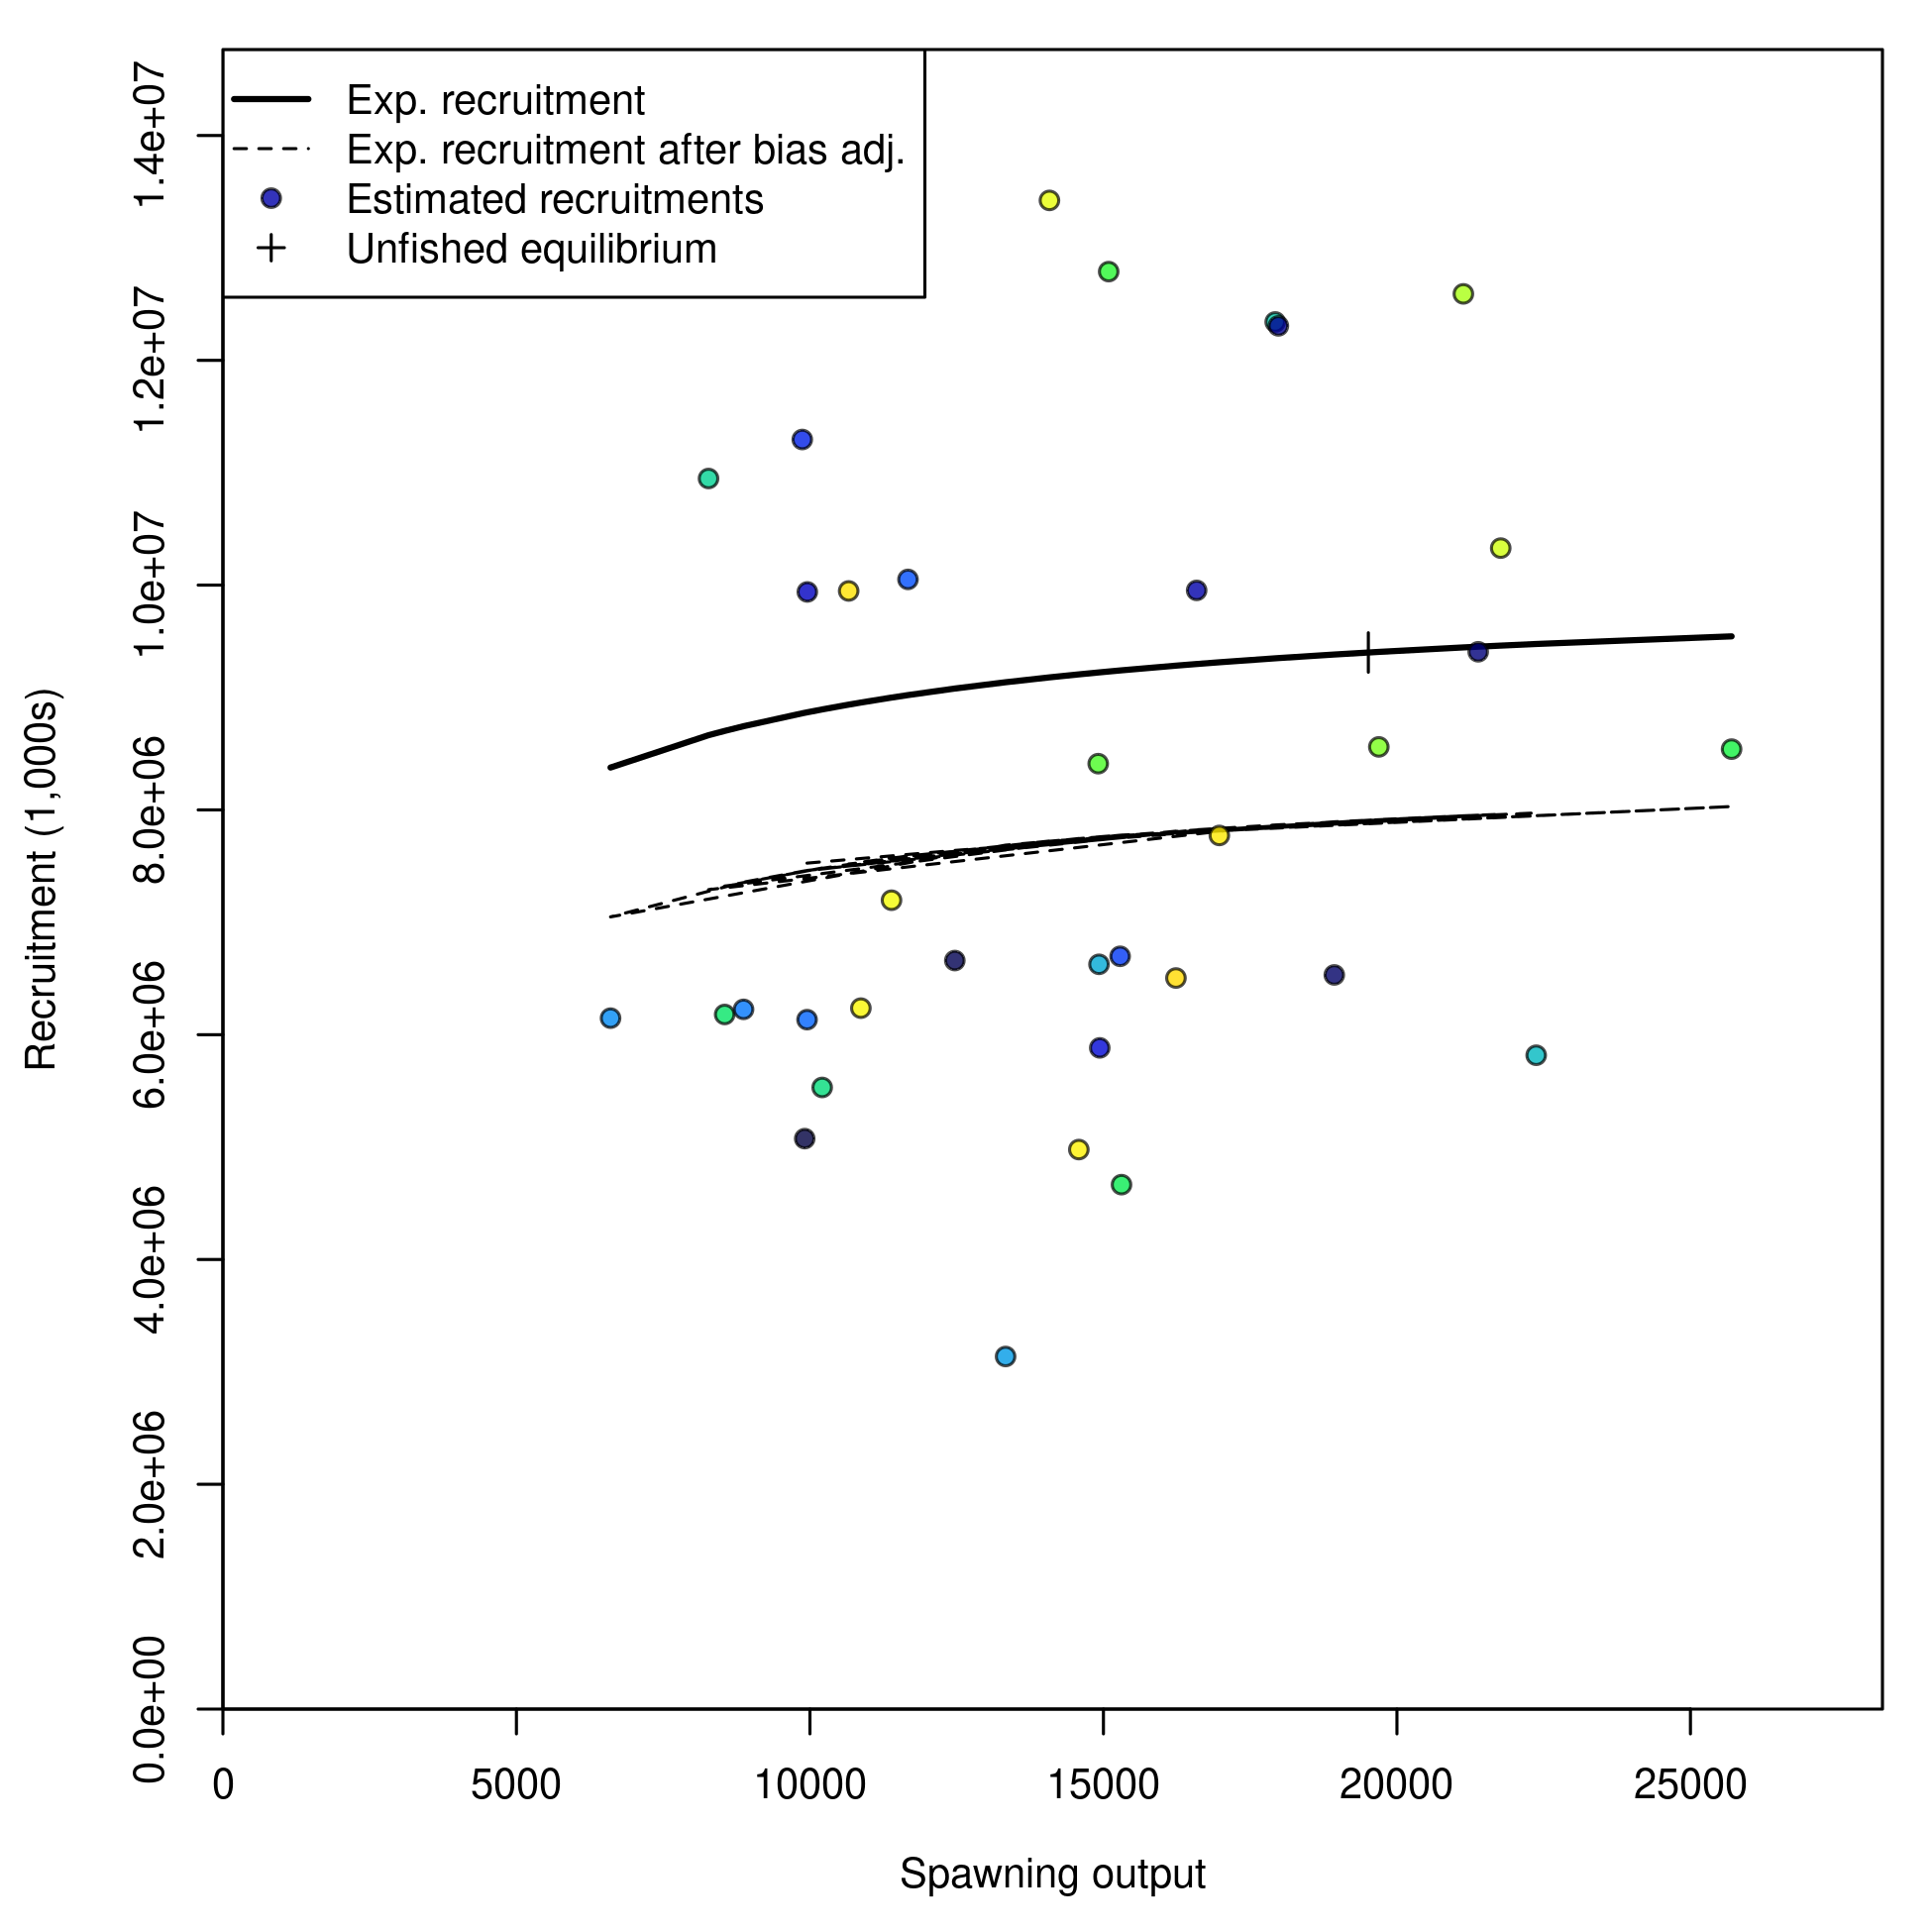 Exp. recruitment
Exp. recruitment after bias adj.
Estimated recruitments
Unfished equilibrium
1.4e+07
1.2e+07
1.0e+07
8.0e+06
6.0e+06
4.0e+06
2.0e+06
0.0e+00
Recruitment (1,000s)
0 5000 10000 15000 20000 25000
Spawning output